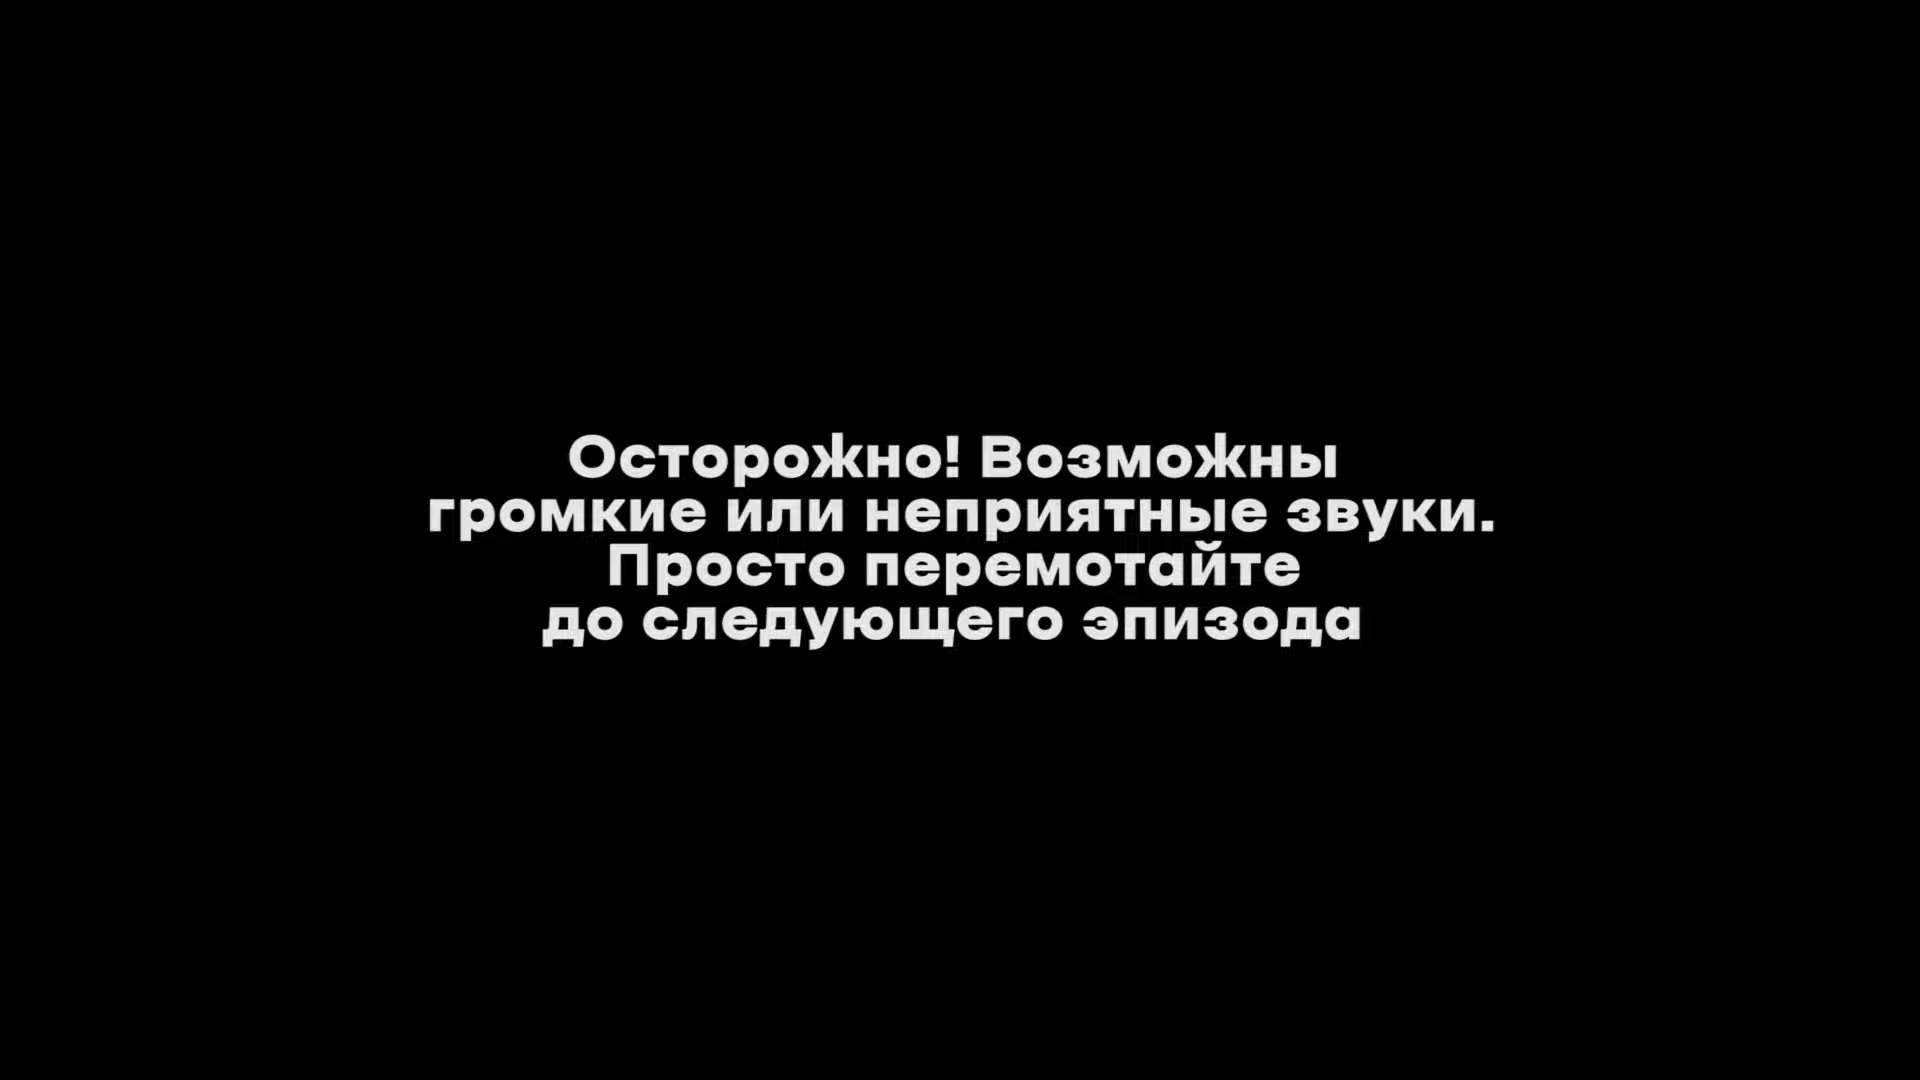 Осторожно! Возможны
громкие или неприятные звуки.
Просто перемотайте
до следующего эпизода